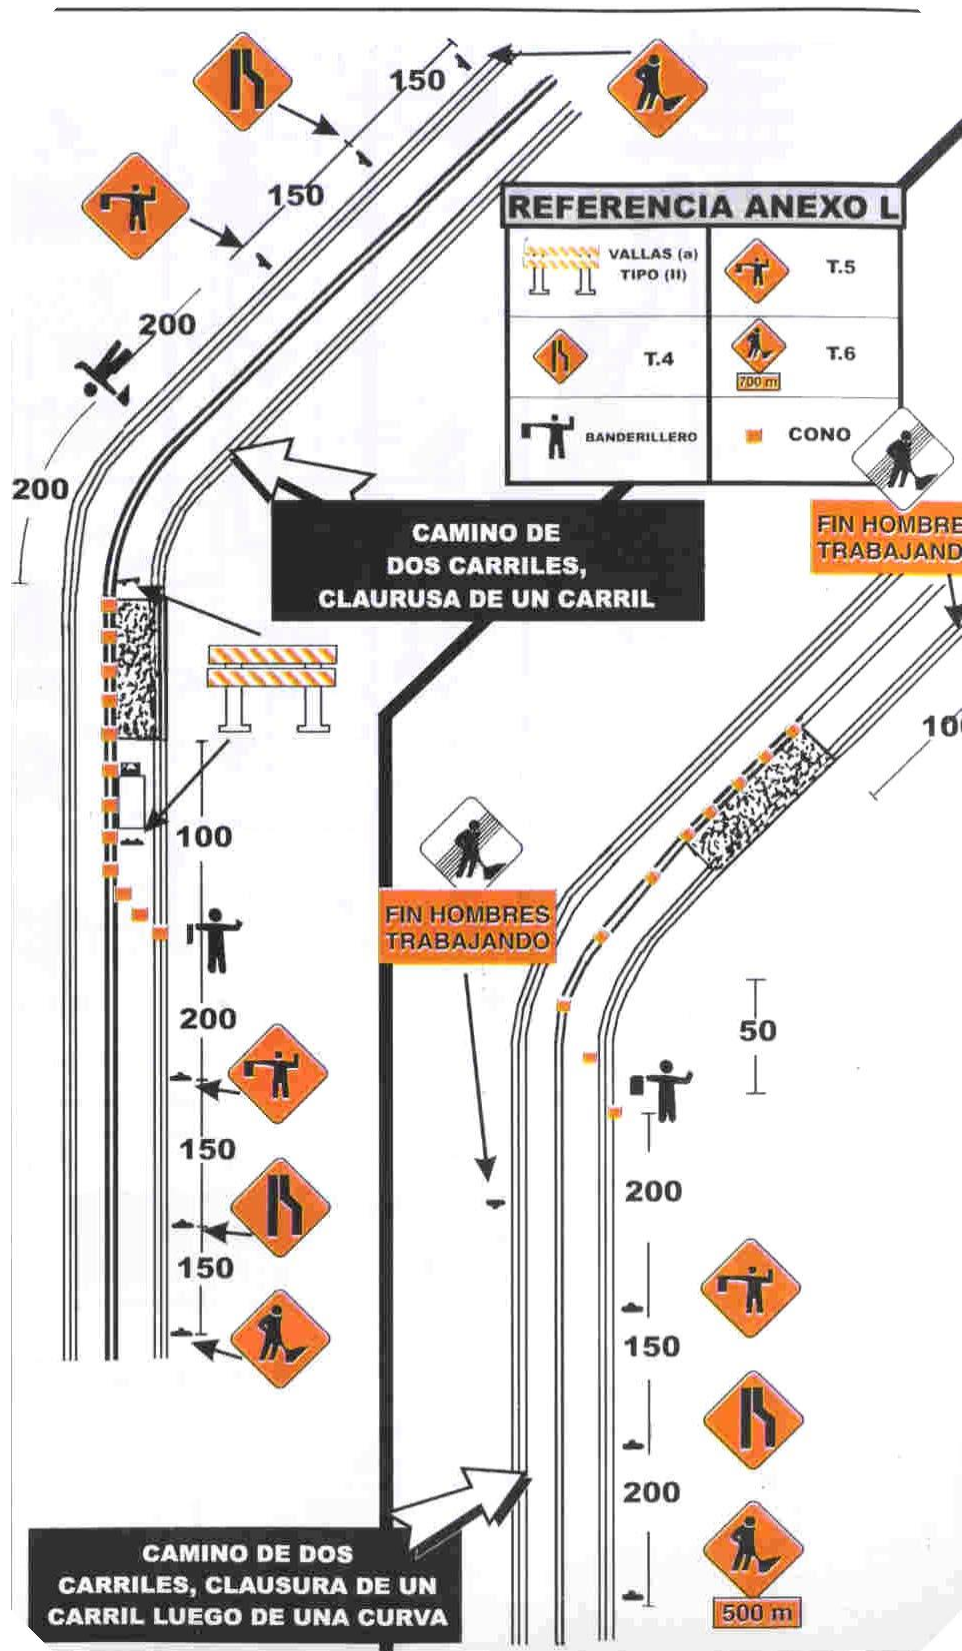 150
150
200
200
REFERENCIA ANEXO L
VALLAS (a)
TIPO (II)
T.5
T.4
T.6
700 m
BANDERILLERO
CONO
FIN HOMBRE
TRABAJAND
CAMINO DE
DOS CARRILES,
CLAURUSA DE UN CARRIL
100
200
150
150
FIN HOMBRES
TRABAJANDO
10
50
200
150
200
500 m
CAMINO DE DOS
CARRILES, CLAUSURA DE UN
CARRIL LUEGO DE UNA CURVA